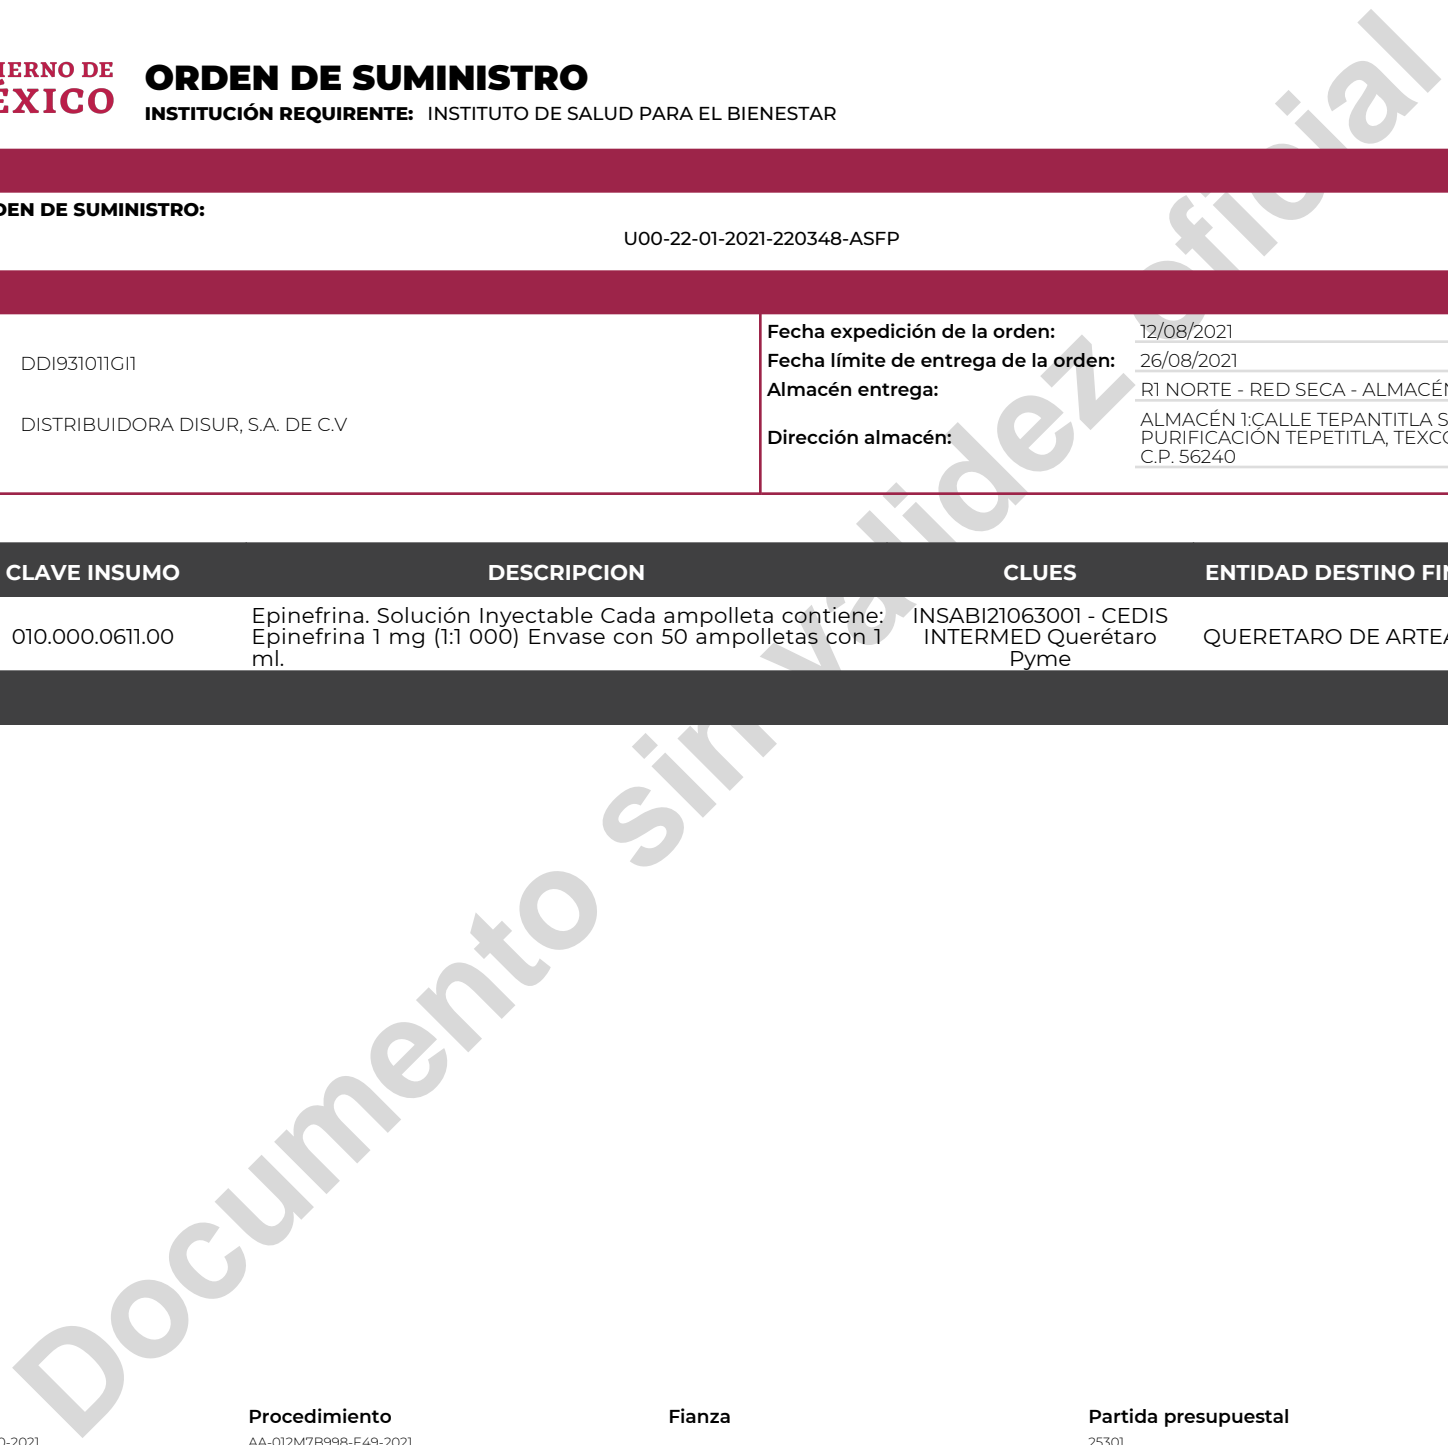 ORDEN DE SUMINISTRO
INSTITUCIÓN REQUIRENTE: INSTITUTO DE SALUD PARA EL BIENESTAR
DE SUMINISTRO:
U00-22-01-2021-220348-ASFP
DDI931011GI1
DISTRIBUIDORA DISUR, S.A. DE C.V
Fecha expedición de la orden: 12/08/2021
Fecha límite de entrega de la orden: 26/08/2021
Almacén entrega: R1 NORTE - RED SECA - ALMACÉN
Dirección almacén: ALMACÉN 1:CALLE TEPANTITLA S
PURIFICACIÓN TEPETITLA, TEXCO
C.P. 56240
CLAVE INSUMO DESCRIPCION CLUES ENTIDAD DESTINO FIN
010.000.0611.00
Epinefrina. Solución Inyectable Cada ampolleta contiene:
Epinefrina 1 mg (1:1 000) Envase con 50 ampolletas con 1
ml.
INSABI21063001 - CEDIS
INTERMED Querétaro
Pyme
QUERETARO DE ARTEA
Documento sin validez oficial
Procedimiento Fianza Partida presupuestal
0-2021 AA-012M7B998-E49-2021 25301